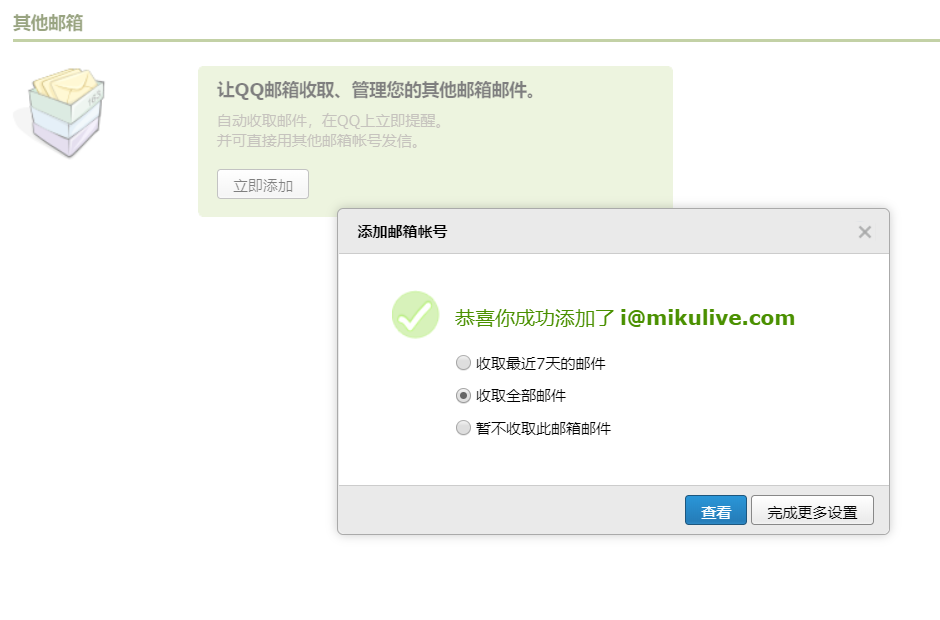 其他邮箱
163
让QQ邮箱收取、管理您的其他邮箱邮件。
自动收取邮件，在QQ上立即提醒。
并可直接用其他邮箱帐号发信。
立即添加
添加邮箱帐号
恭喜你成功添加了 i@mikulive.com
收取最近7天的邮件
收取全部邮件
暂不收取此邮箱邮件
查看
完成更多设置